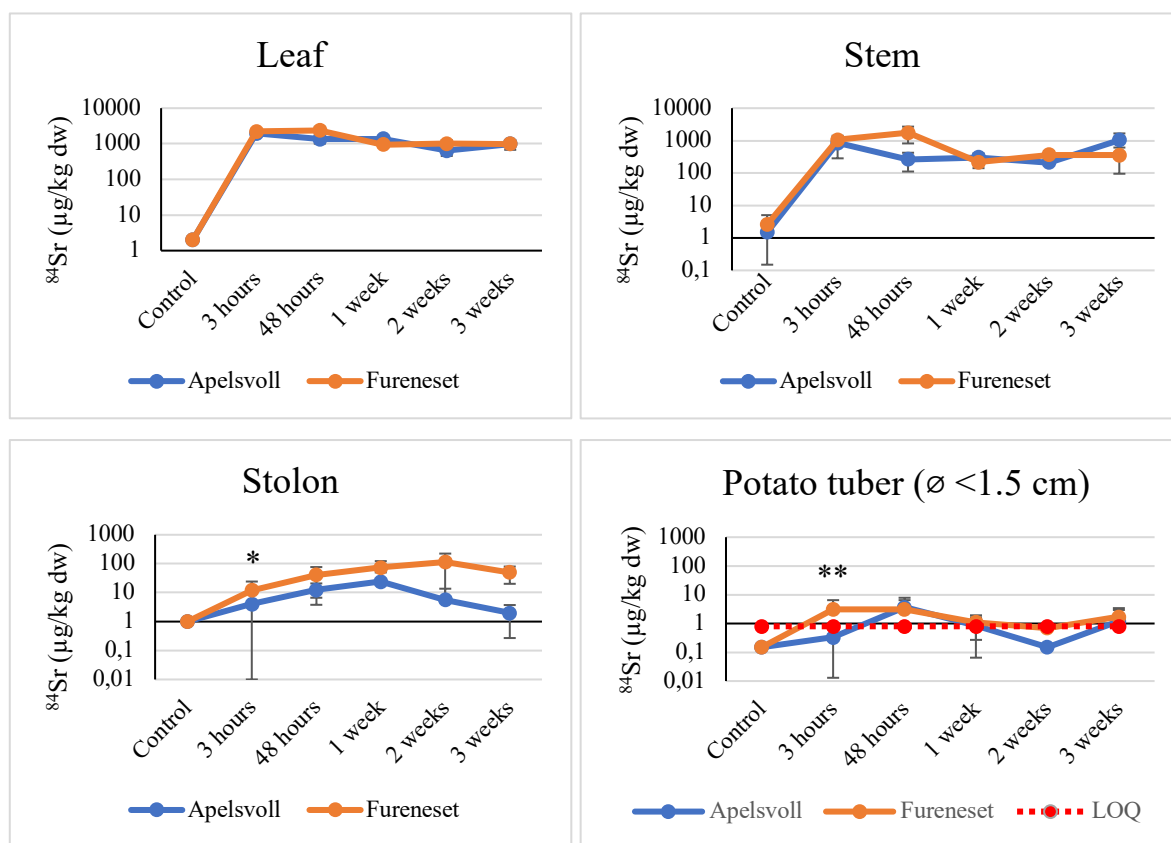 Leaf
⁸⁴Sr (µg/kg dw)
10000
1000
100
10
1
Control
3 hours
48 hours
1 week
2 weeks
3 weeks
Apelsvoll Fureneset
Stem
⁸⁴Sr (µg/kg dw)
10000
1000
100
10
1
0,1
Control
3 hours
48 hours
1 week
2 weeks
3 weeks
Apelsvoll Fureneset
Stolon
⁸⁴Sr (µg/kg dw)
1000
100
10
1
0,1
0,01
*
Control
3 hours
48 hours
1 week
2 weeks
3 weeks
Apelsvoll Fureneset
Potato tuber (ø <1.5 cm)
⁸⁴Sr (µg/kg dw)
1000
100
10
1
0,1
0,01
**
Control
3 hours
48 hours
1 week
2 weeks
3 weeks
Apelsvoll Fureneset LOQ